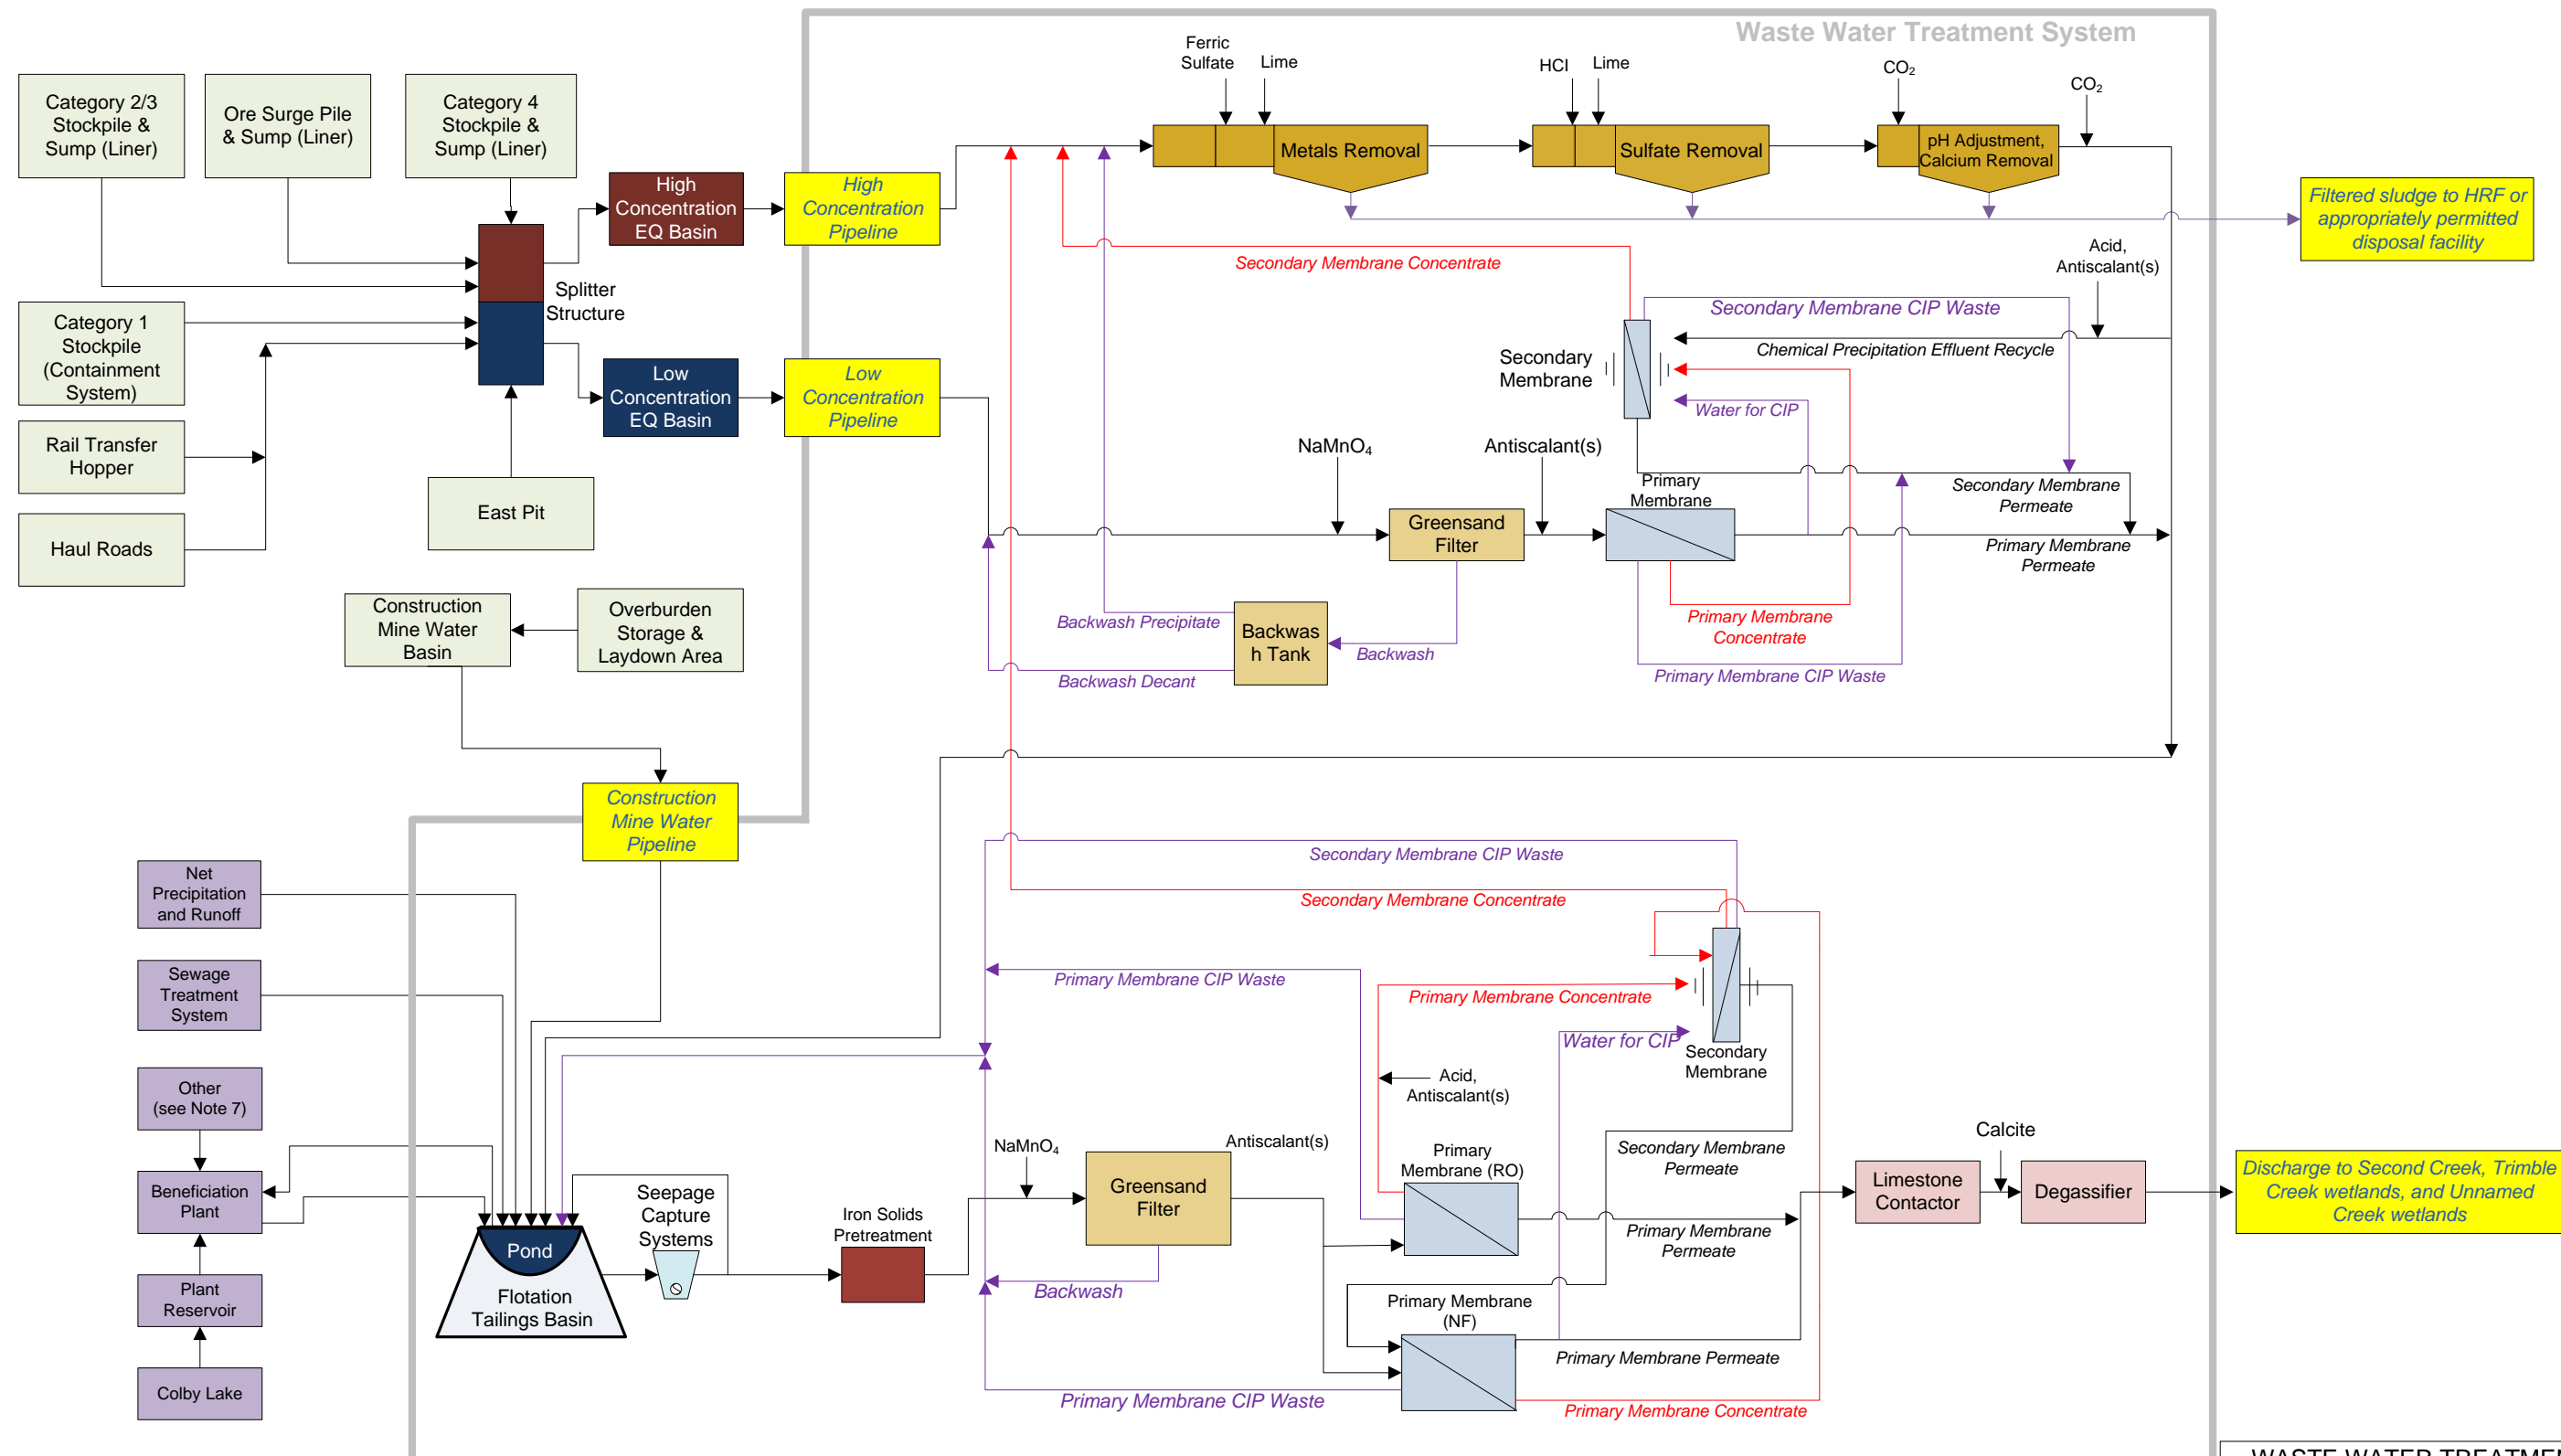 Waste Water Treatment System
Ferric
Sulfate
Lime
HCl
Lime
CO₂
CO₂
Category 2/3
Stockpile &
Sump (Liner)
Ore Surge Pile
& Sump (Liner)
Category 4
Stockpile &
Sump (Liner)
Metals Removal
Sulfate Removal
pH Adjustment,
Calcium Removal
High
Concentration
EQ Basin
High
Concentration
Pipeline
Filtered sludge to HRF or
appropriately permitted
disposal facility
Secondary Membrane Concentrate
Acid,
Antiscalant(s)
Splitter
Structure
Category 1
Stockpile
(Containment
System)
Secondary Membrane CIP Waste
Chemical Precipitation Effluent Recycle
Secondary
Membrane
Water for CIP
Low
Concentration
EQ Basin
Low
Concentration
Pipeline
Rail Transfer
Hopper
NaMnO₄
Antiscalant(s)
Primary
Membrane
Secondary Membrane
Permeate
East Pit
Greensand
Filter
Primary Membrane
Permeate
Haul Roads
Construction
Mine Water
Basin
Overburden
Storage &
Laydown Area
Backwash Precipitate
Backwas
h Tank
Backwash
Backwash Decant
Primary Membrane
Concentrate
Primary Membrane CIP Waste
Construction
Mine Water
Pipeline
Net
Precipitation
and Runoff
Secondary Membrane CIP Waste
Secondary Membrane Concentrate
Sewage
Treatment
System
Primary Membrane CIP Waste
Primary Membrane Concentrate
Water for CIP
Secondary
Membrane
Other
(see Note 7)
Acid,
Antiscalant(s)
NaMnO₄
Antiscalant(s)
Primary
Membrane (RO)
Secondary Membrane
Permeate
Calcite
Beneficiation
Plant
Seepage
Capture
Systems
Iron Solids
Pretreatment
Greensand
Filter
Primary Membrane
Permeate
Limestone
Contactor
Degassifier
Discharge to Second Creek, Trimble
Creek wetlands, and Unnamed
Creek wetlands
Pond
Flotation
Tailings Basin
Plant
Reservoir
Backwash
Primary Membrane
(NF)
Primary Membrane Permeate
Colby Lake
Primary Membrane CIP Waste
Primary Membrane Concentrate